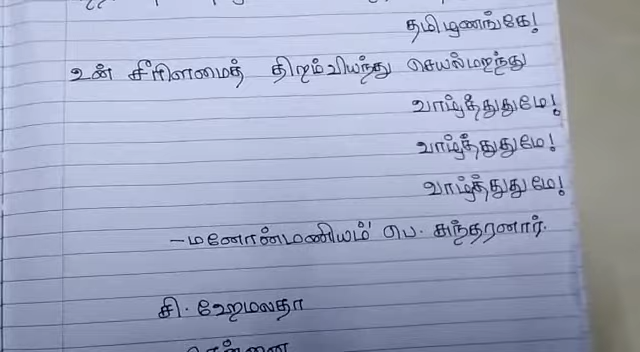 தமிழணங்கே!
உன் சீரிளமைத் திறம்வியந்து செயல்மறந்து
வாழ்த்துதுமே!
வாழ்த்துதுமே!
வாழ்த்துதுமே!
–மனோன்மணியம்' பெ. சுந்தரனார்.
சி. ஹேமலதா
சென்னை